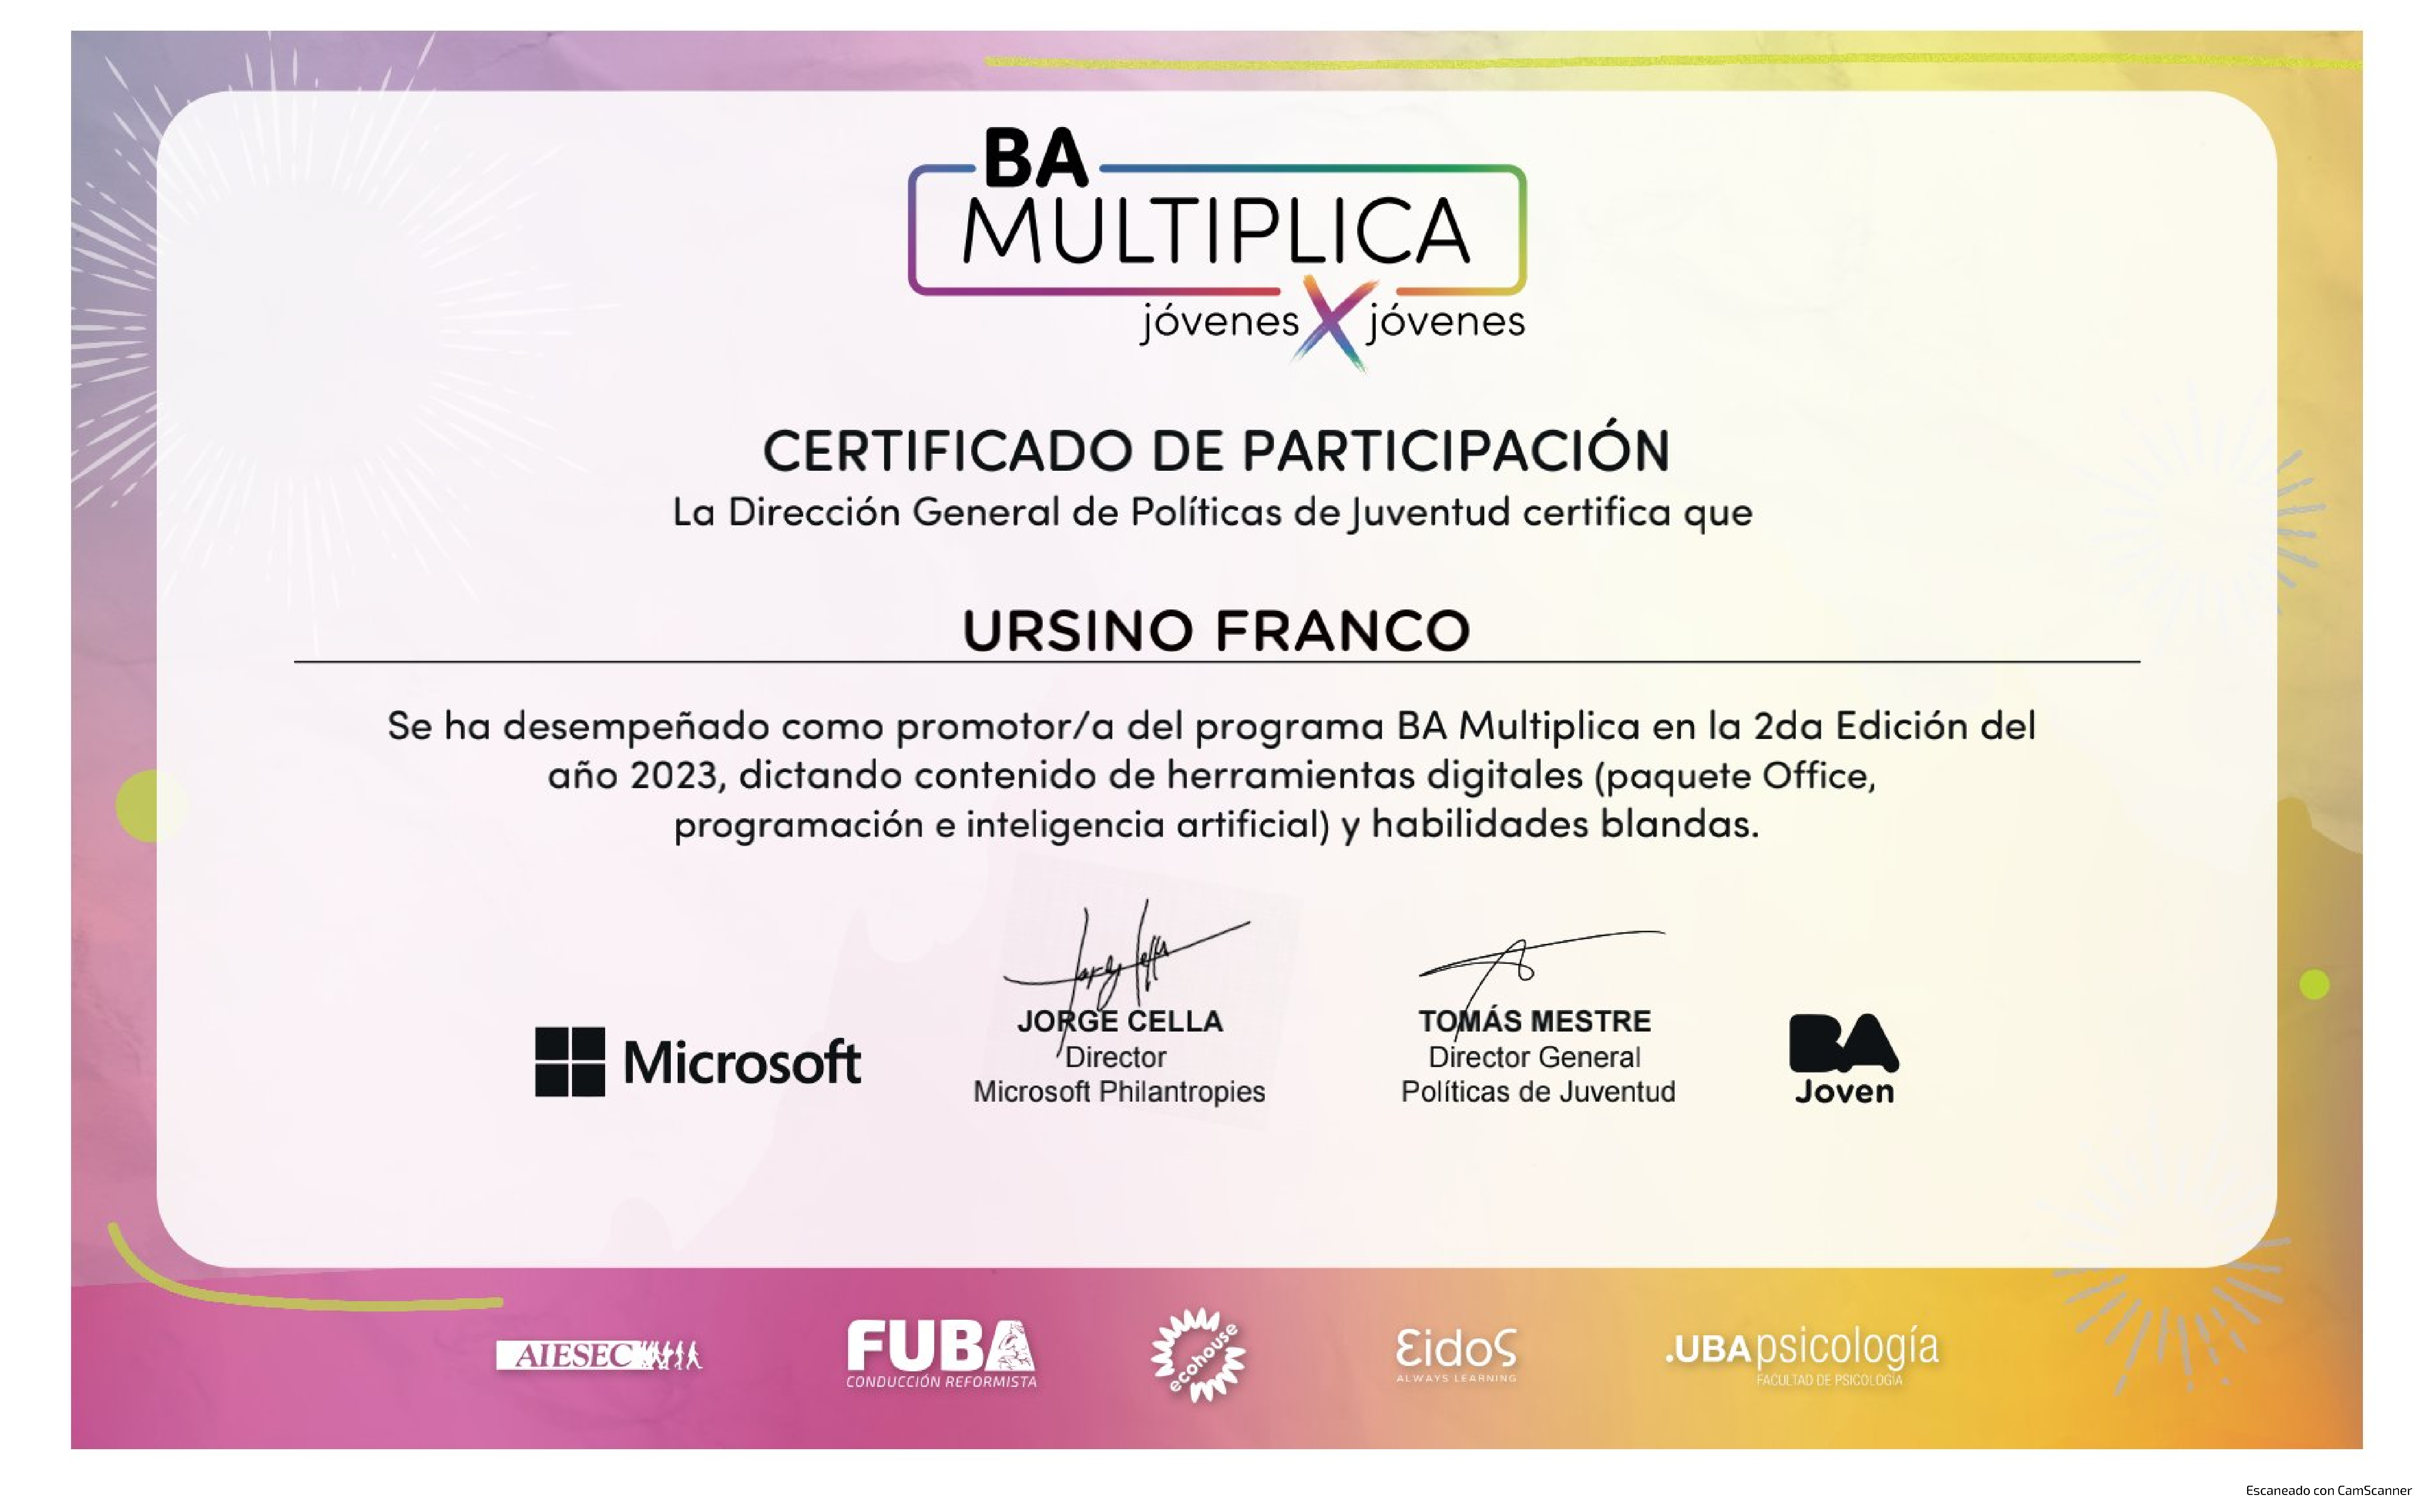 BA
MULTIPLICA
jóvenes X jóvenes
CERTIFICADO DE PARTICIPACIÓN
La Dirección General de Políticas de Juventud certifica que
URSINO FRANCO
Se ha desempeñado como promotor/a del programa BA Multiplica en la 2da Edición del
año 2023, dictando contenido de herramientas digitales (paquete Office,
programación e inteligencia artificial) y habilidades blandas.
Microsoft
JORGE CELLA
Director
Microsoft Philantropies
TOMÁS MESTRE
Director General
Políticas de Juventud
BA
Joven
AIESEC
FUBA
CONDUCCIÓN REFORMISTA
ecohouse
Eidos
ALWAYS LEARNING
.UBApsicología
FACULTAD DE PSICOLOGÍA
Escaneado con CamScanner